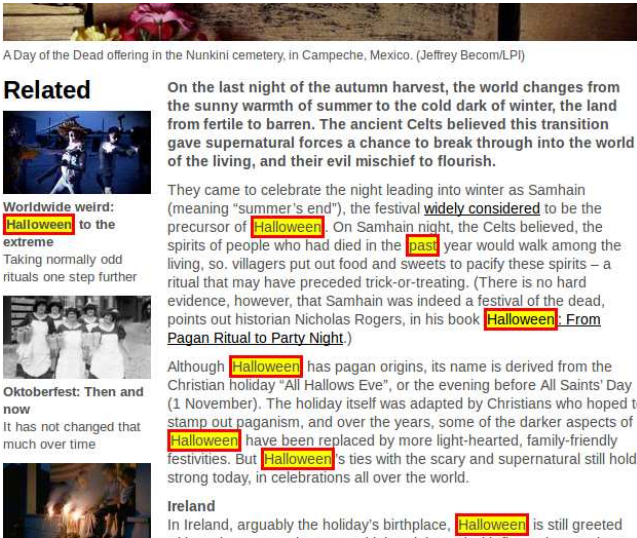 A Day of the Dead offering in the Nunkini cemetery, in Campeche, Mexico. (Jeffrey Becom/LPI)
Related
Worldwide weird:
Halloween to the
extreme
Taking normally odd
rituals one step further
Oktoberfest: Then and
now
It has not changed that
much over time
On the last night of the autumn harvest, the world changes from
the sunny warmth of summer to the cold dark of winter, the land
from fertile to barren. The ancient Celts believed this transition
gave supernatural forces a chance to break through into the world
of the living, and their evil mischief to flourish.
They came to celebrate the night leading into winter as Samhain
(meaning “summer’s end”), the festival widely considered to be the
precursor of Halloween. On Samhain night, the Celts believed, the
spirits of people who had died in the past year would walk among the
living, so. villagers put out food and sweets to pacify these spirits – a
ritual that may have preceded trick-or-treating. (There is no hard
evidence, however, that Samhain was indeed a festival of the dead,
points out historian Nicholas Rogers, in his book Halloween: From
Pagan Ritual to Party Night.)
Although Halloween has pagan origins, its name is derived from the
Christian holiday “All Hallows Eve”, or the evening before All Saints’ Day
(1 November). The holiday itself was adapted by Christians who hoped t
stamp out paganism, and over the years, some of the darker aspects of
Halloween have been replaced by more light-hearted, family-friendly
festivities. But Halloween’s ties with the scary and supernatural still hold
strong today, in celebrations all over the world.
Ireland
In Ireland, arguably the holiday’s birthplace, Halloween is still greeted